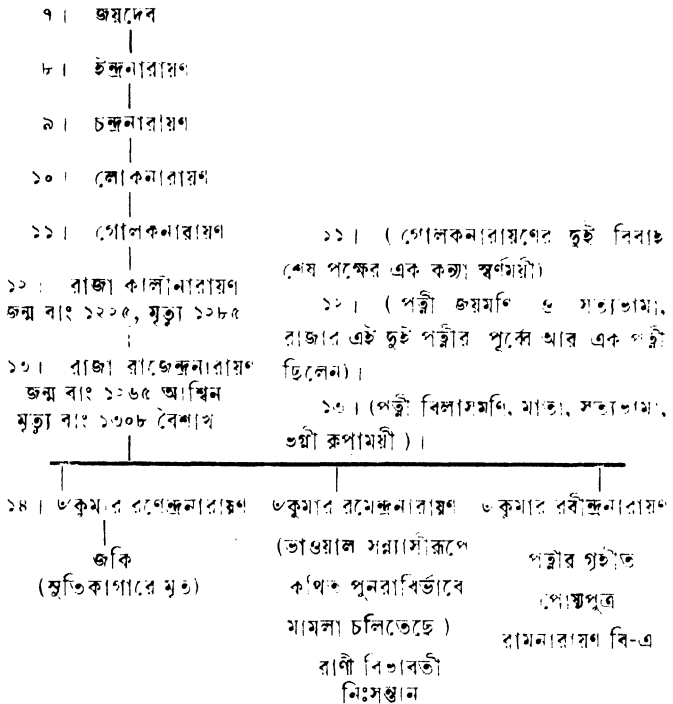 ৭। জয়দেব
৮। ইন্দ্রনারায়ণ
৯। চন্দ্রনারায়ণ
১০। লোকনারায়ণ
১১। গোলকনারায়ণ
১২। রাজা কালীনারায়ণ
জন্ম বাং ১২২৫, মৃত্যু ১২৮৫
১৩। রাজা রাজেন্দ্রনারায়ণ
জন্ম বাং ১২৬৫ আশ্বিন
মৃত্যু বাং ১৩০৮ বৈশাখ
১১। (গোলকনারায়ণের দুই বিবাহ
শেষ পক্ষের এক কন্যা স্বর্ণময়ী)
১২। (পত্নী জয়মণি ও সত্যভামা,
রাজার এই দুই পত্নীর পূর্ব্বে আর এক পত্নী
ছিলেন)।
১৩। (পত্নী বিলাসমণি, মাতা, সত্যভামা,
ভগ্নী কৃপাময়ী)।
১৪। ৺কুমার রণেন্দ্রনারায়ণ ৺কুমার রমেন্দ্রনারায়ণ ৺কুমার রবীন্দ্রনারায়ণ
জকি
(সূতিকাগারে মৃত)
(ভাওয়াল সন্ন্যাসীরূপে
কথিত পুনরাবির্ভাবে
মামলা চলিতেছে)
রাণী বিভাবতী
নিঃসন্তান
পত্নীর গৃহীত
পোষ্যপুত্র
রামনারায়ণ বি-এ